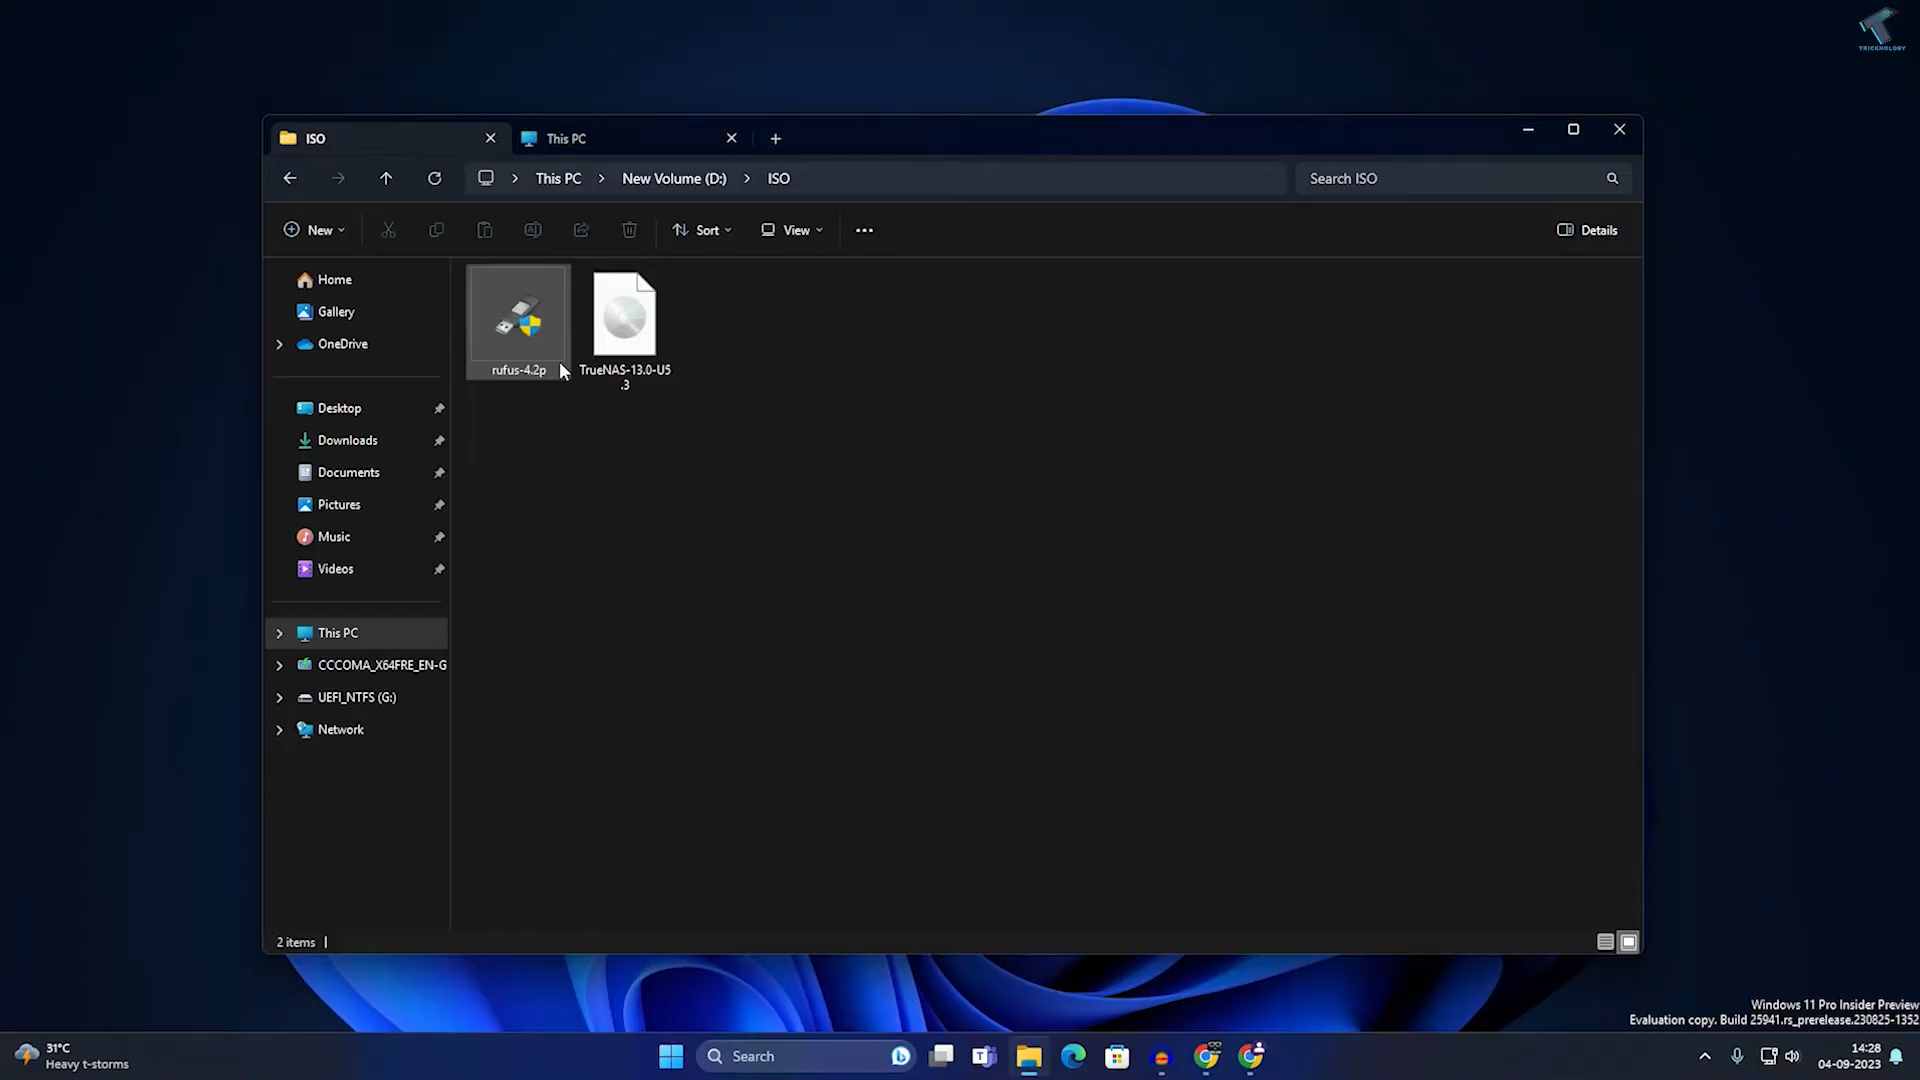 TRICKNOLOGY
ISO
This PC
This PC
New Volume (D:)
ISO
Search ISO
New
Sort
View
Details
Home
Gallery
OneDrive
Desktop
Downloads
Documents
Pictures
Music
Videos
This PC
CCCOMA_X64FRE_EN-G
UEFI_NTFS (G:)
Network
rufus-4.2p
TrueNAS-13.0-U5
.3
2 items
Windows 11 Pro Insider Preview
Evaluation copy. Build 25941.rs_prerelease.230825-1352
31°C
Heavy t-storms
Search
14:28
04-09-2023